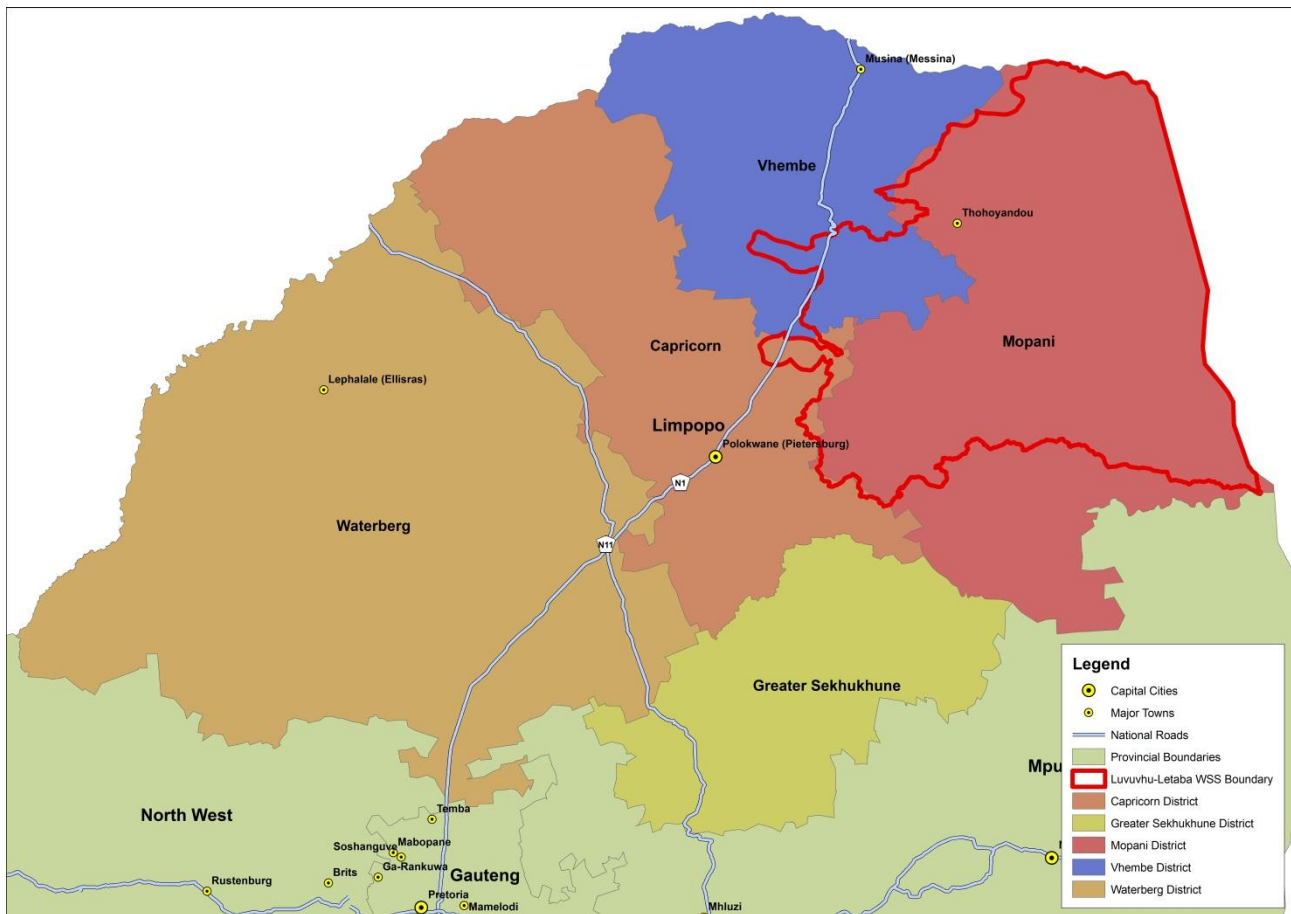 Musina (Messina)
Vhembe
Thohoyandou
Mopani
Capricorn
Lephalale (Ellisras)
Limpopo
Polokwane (Pietersburg)
N1
Waterberg
N11
Greater Sekhukhune
Mpu
North West
Temba
Soshanguve
Mabopane
Ga-Rankuwa
Brits
Rustenburg
Gauteng
Pretoria
Mamelodi
Mhluzi
Legend
Capital Cities
Major Towns
National Roads
Provincial Boundaries
Luvuvhu-Letaba WSS Boundary
Capricorn District
Greater Sekhukhune District
Mopani District
Vhembe District
Waterberg District